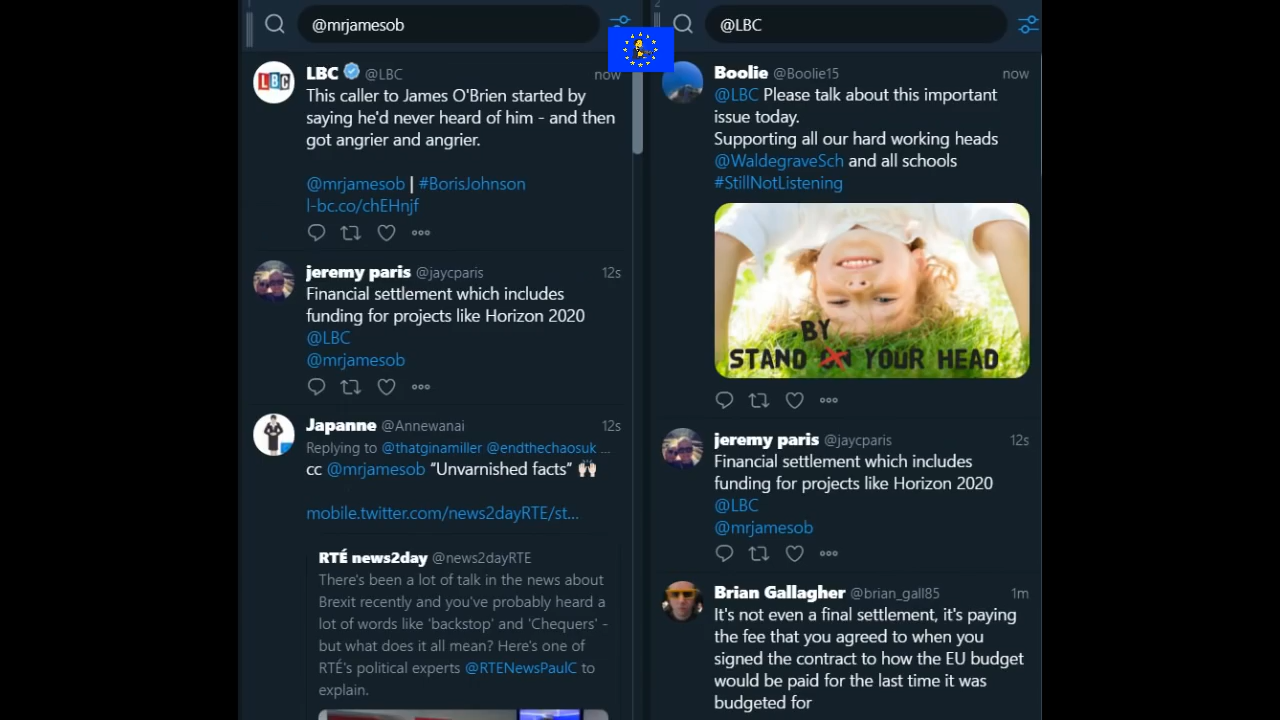 1
@mrjamesob
LBC @LBC now
This caller to James O'Brien started by
saying he'd never heard of him - and then
got angrier and angrier.
@mrjamesob | #BorisJohnson
l-bc.co/chEHnjf
jeremy paris @jaycparis 12s
Financial settlement which includes
funding for projects like Horizon 2020
@LBC
@mrjamesob
Japanne @Annewanai 12s
Replying to @thatginamiller @endthechaosuk ...
cc @mrjamesob “Unvarnished facts” 🙌🏻
mobile.twitter.com/news2dayRTE/st...
RTÉ news2day @news2dayRTE
There's been a lot of talk in the news about
Brexit recently and you've probably heard a
lot of words like 'backstop' and 'Chequers' -
but what does it all mean? Here's one of
RTÉ's political experts @RTENewsPaulC to
explain.
2
@LBC
Boolie @Boolie15 now
@LBC Please talk about this important
issue today.
Supporting all our hard working heads
@WaldegraveSch and all schools
#StillNotListening
BY
STAND ON YOUR HEAD
jeremy paris @jaycparis 12s
Financial settlement which includes
funding for projects like Horizon 2020
@LBC
@mrjamesob
Brian Gallagher @brian_gall85 1m
It's not even a final settlement, it's paying
the fee that you agreed to when you
signed the contract to how the EU budget
would be paid for the last time it was
budgeted for